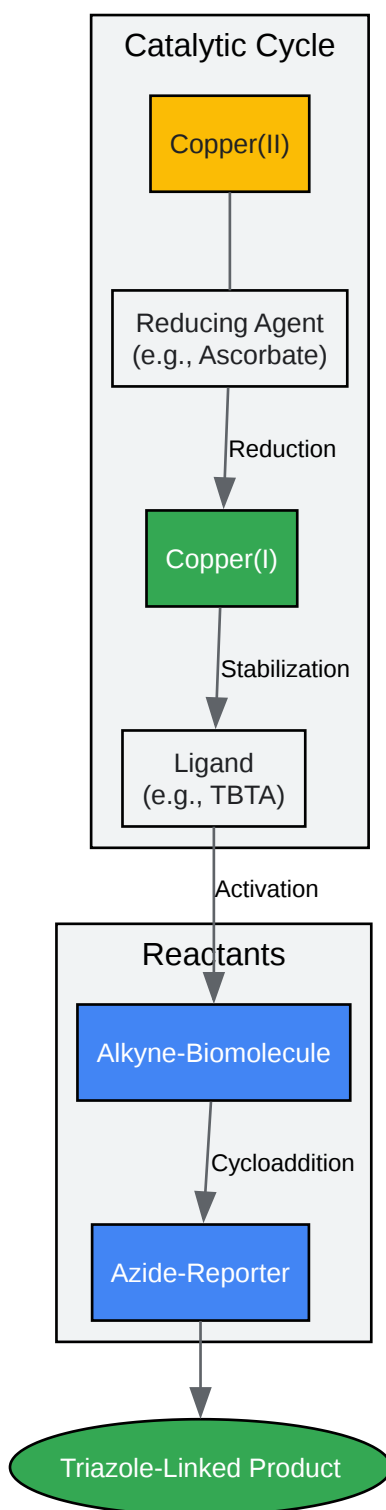 Catalytic Cycle
Copper(II)
Reducing Agent
(e.g., Ascorbate)
Reduction
Copper(I)
Stabilization
Ligand
(e.g., TBTA)
Activation
Reactants
Alkyne-Biomolecule
Cycloaddition
Azide-Reporter
Triazole-Linked Product